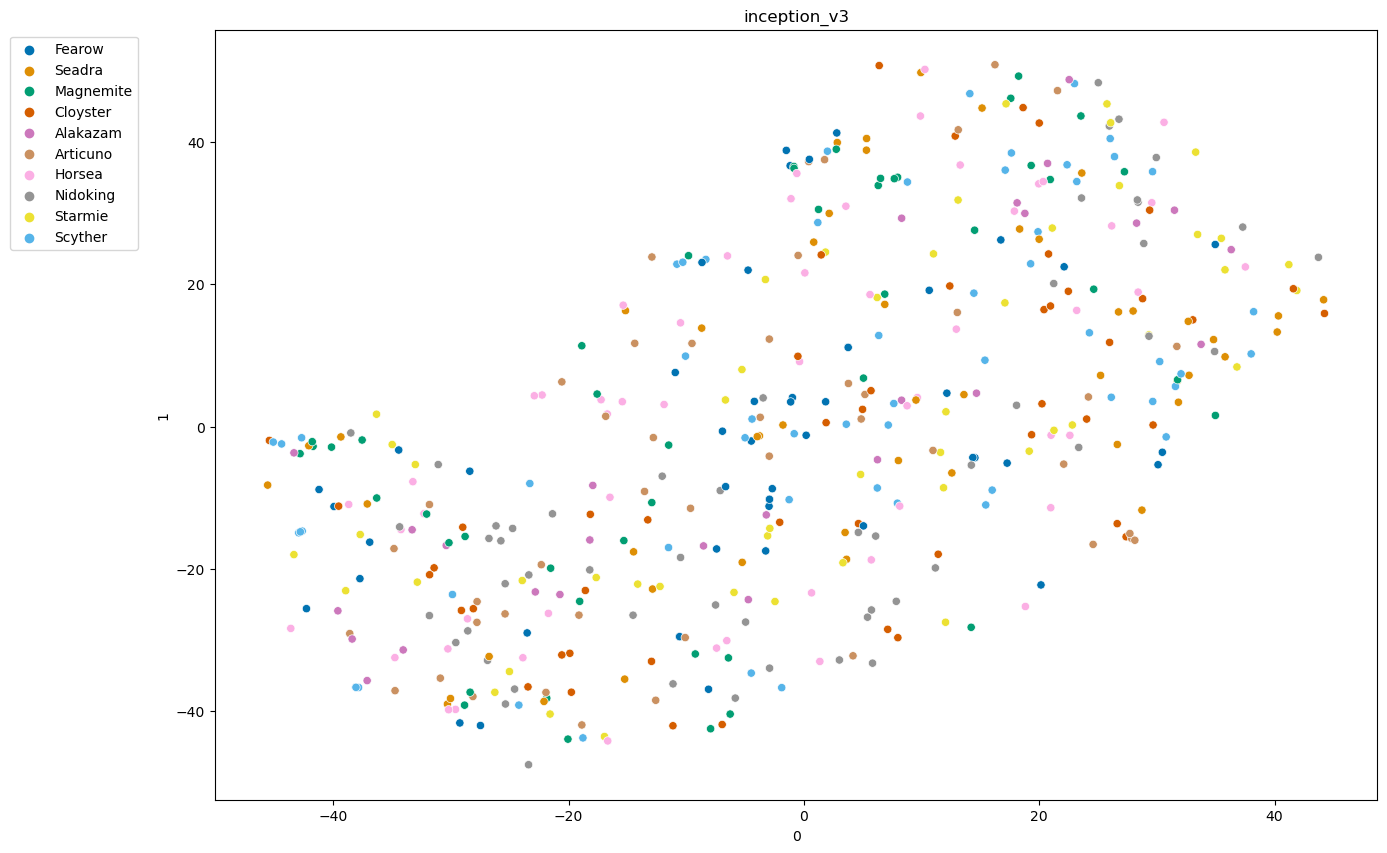 inception_v3
Fearow
Seadra
Magnemite
Cloyster
Alakazam
Articuno
Horsea
Nidoking
Starmie
Scyther
40
20
0
−20
−40
1
−40
−20
0
20
40
0